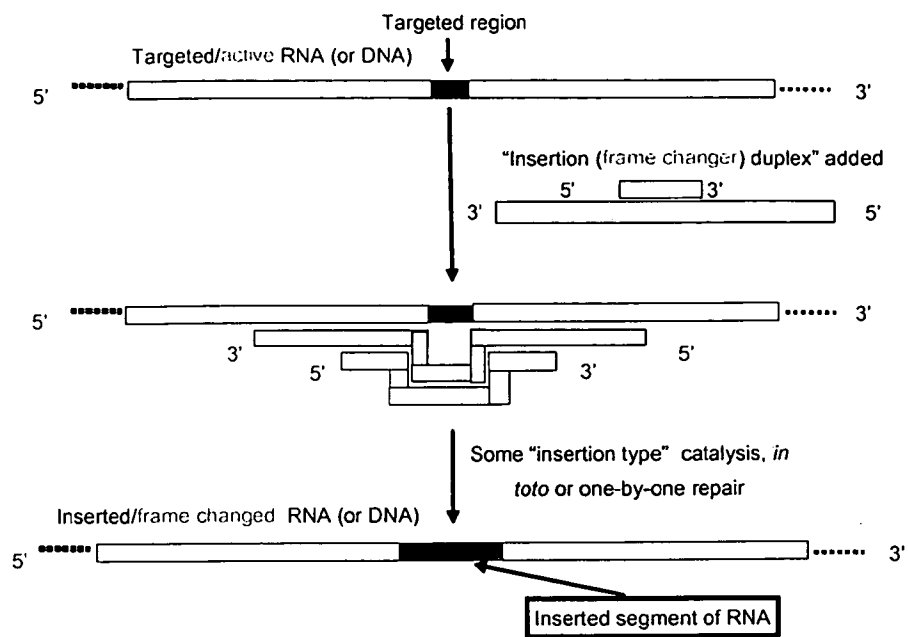 Targeted region
Targeted/active RNA (or DNA)
5’
3’
“Insertion (frame changer) duplex” added
5’
3’
3’
5’
5’
3’
3’
5’
5’
3’
Some “insertion type” catalysis, in
toto or one-by-one repair
Inserted/frame changed RNA (or DNA)
5’
3’
Inserted segment of RNA